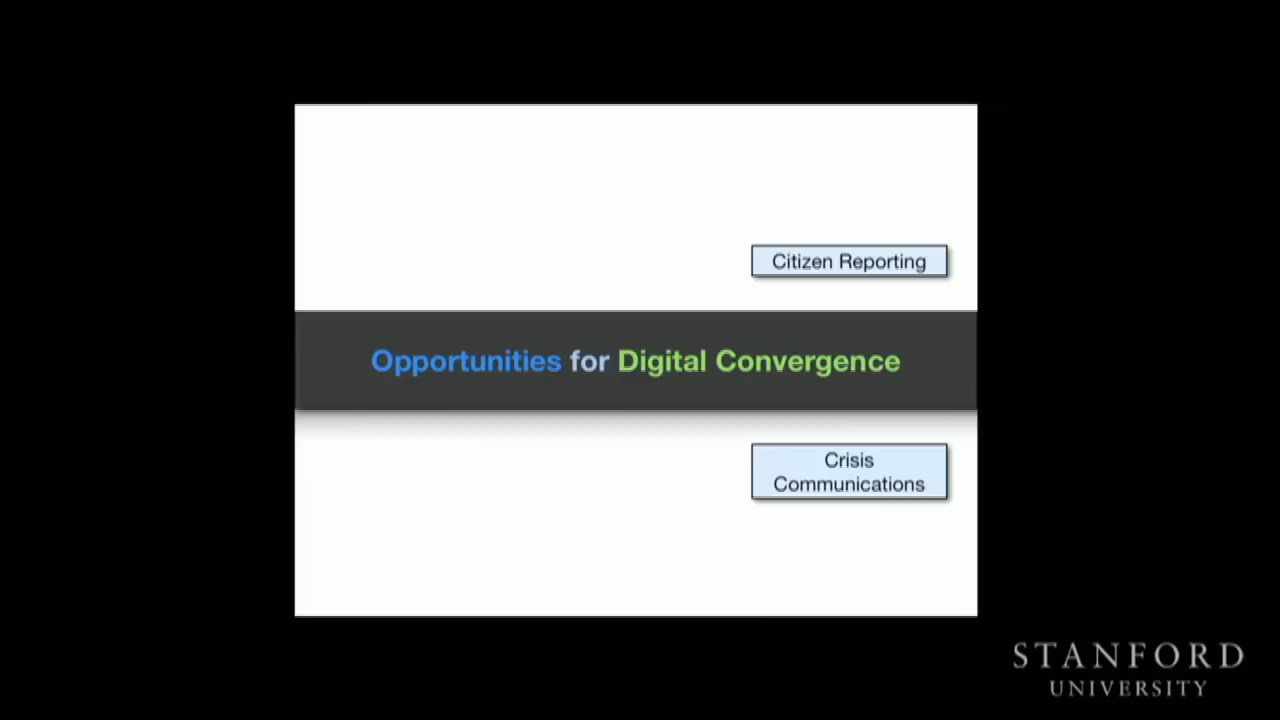 Citizen Reporting
Opportunities for Digital Convergence
Crisis
Communications
STANFORD
UNIVERSITY